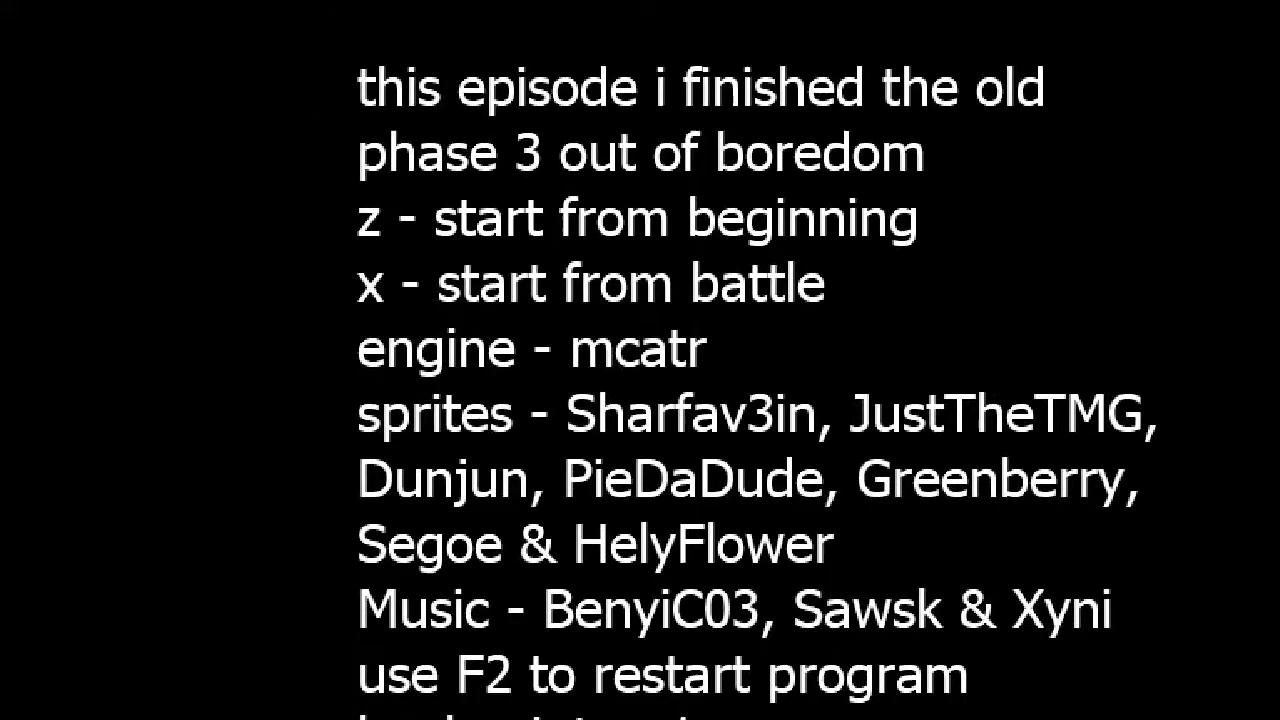 this episode i finished the old
phase 3 out of boredom
z - start from beginning
x - start from battle
engine - mcatr
sprites - Sharfav3in, JustTheTMG,
Dunjun, PieDaDude, Greenberry,
Segoe & HelyFlower
Music - BenyiC03, Sawsk & Xyni
use F2 to restart program